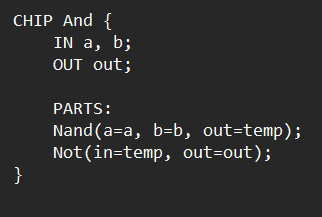 CHIP And {
    IN a, b;
    OUT out;

    PARTS:
    Nand(a=a, b=b, out=temp);
    Not(in=temp, out=out);
}